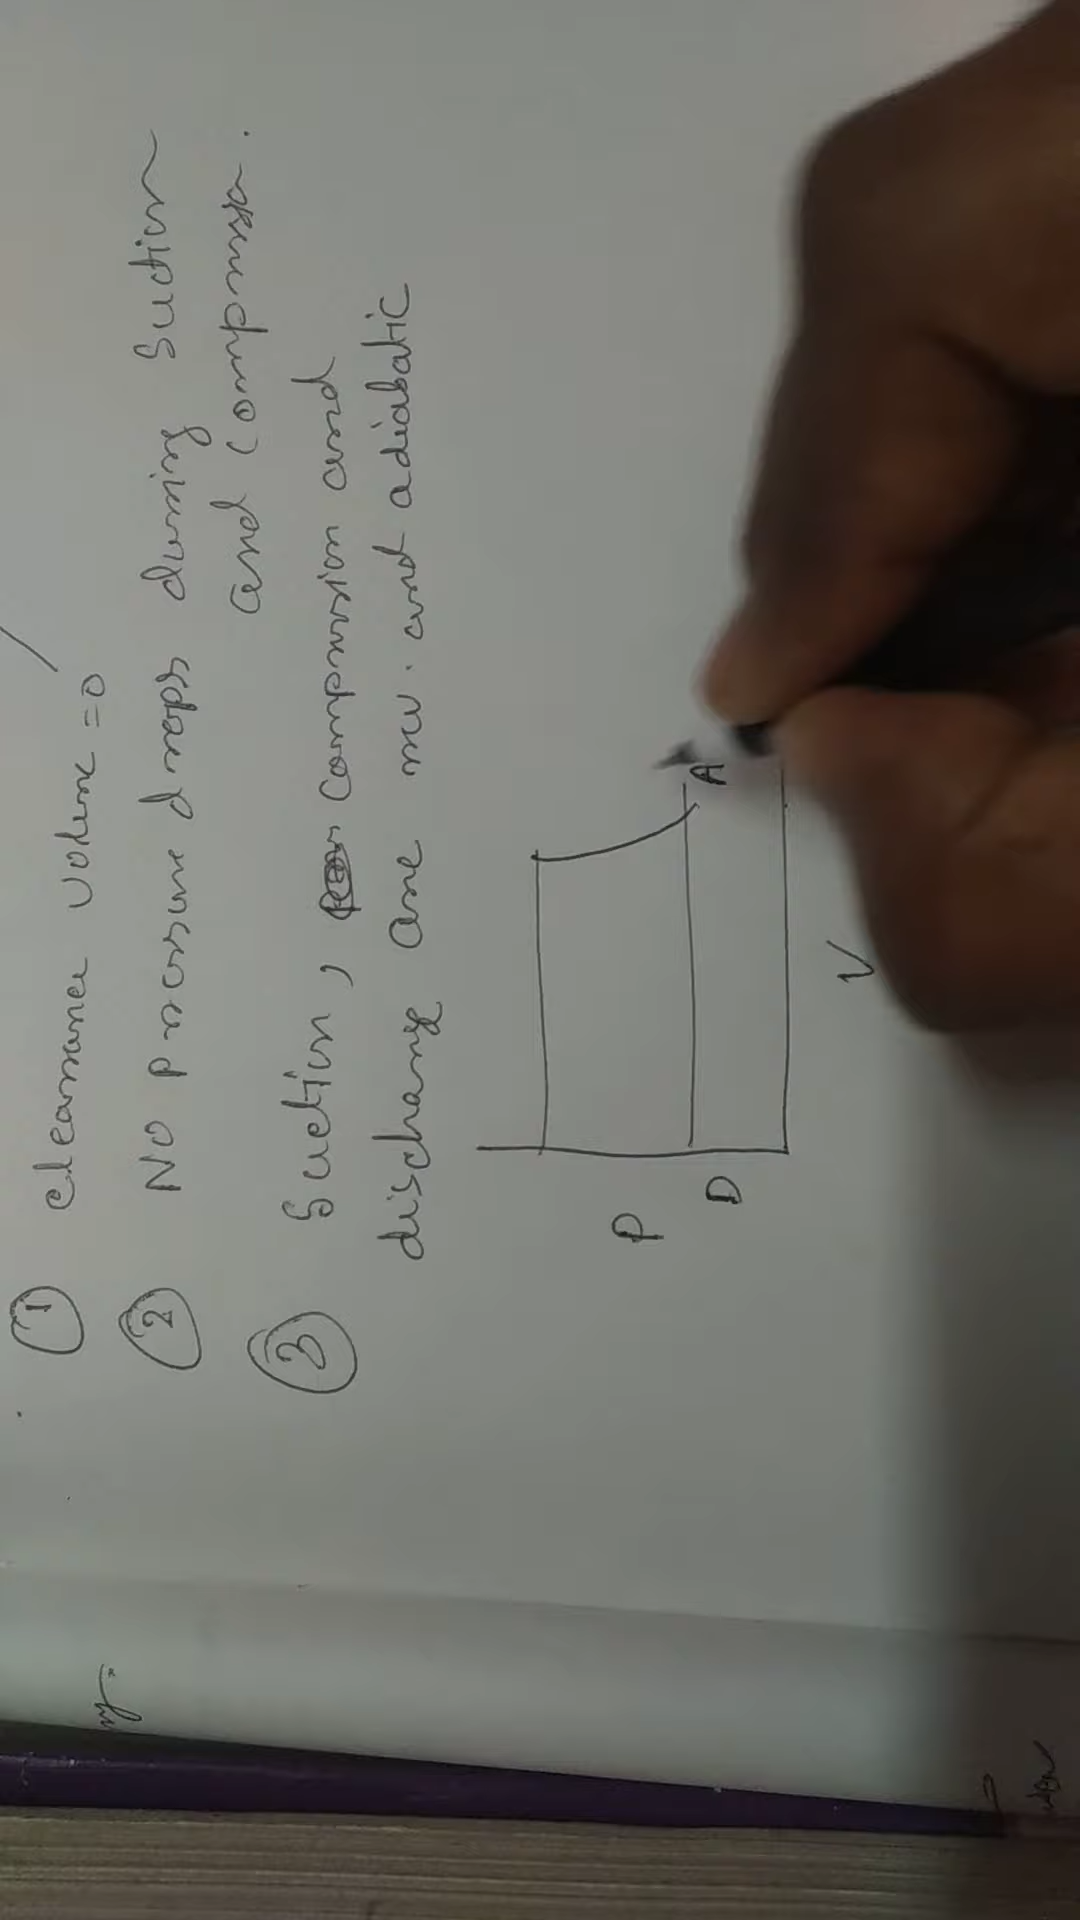 ① Clearance volume = 0
② No pressure drops during suction
and compression.
③ Suction, compression and
discharge are rev. and adiabatic
P
D
A
V